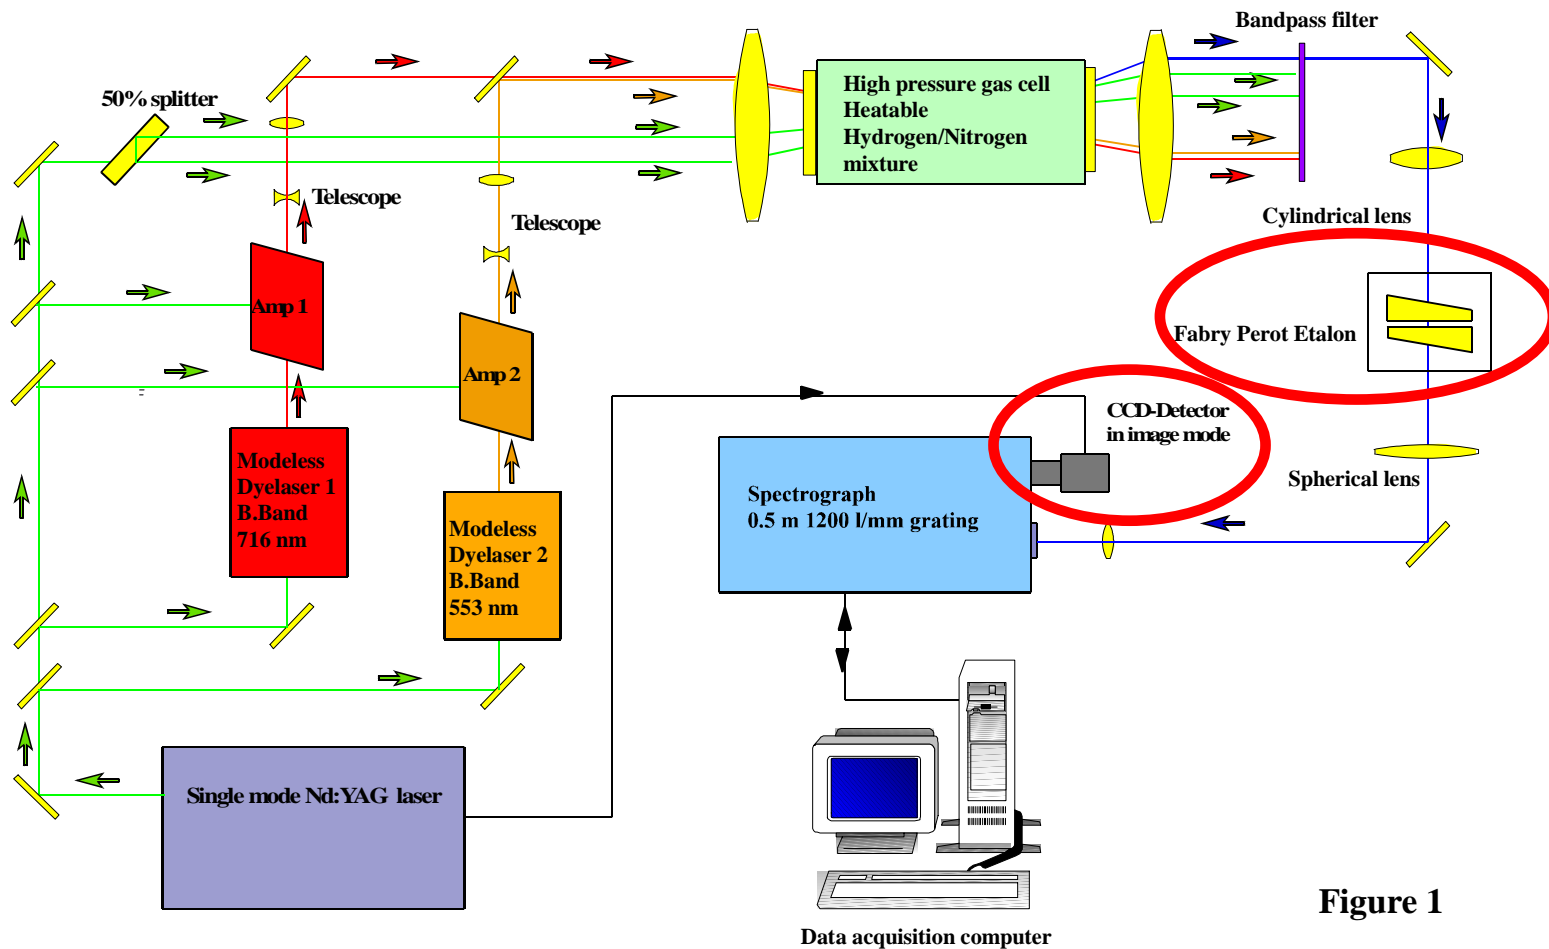 Bandpass filter
50% splitter
High pressure gas cell
Heatable
Hydrogen/Nitrogen
mixture
Telescope
Telescope
Cylindrical lens
Amp 1
Fabry Perot Etalon
Amp 2
CCD-Detector
in image mode
Modeless
Dyelaser 1
B.Band
716 nm
Spherical lens
Spectrograph
0.5 m 1200 l/mm grating
Modeless
Dyelaser 2
B.Band
553 nm
Single mode Nd:YAG laser
Figure 1
Data acquisition computer